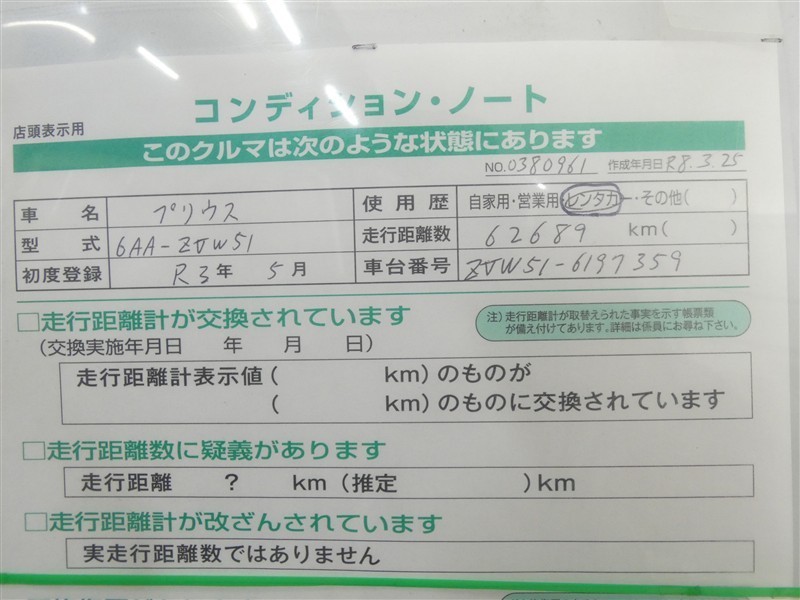 コンディション・ノート
店頭表示用
このクルマは次のような状態にあります
NO.0380961 作成年月日R8.3.25
車名 プリウス 使用歴 自家用・営業用・レンタカー・その他( )
型式 6AA-ZVW51 走行距離数 62689 km( )
初度登録 R3年 5月 車台番号 ZVW51-6197359
□走行距離計が交換されています
(交換実施年月日 年 月 日)
注)走行距離計が取替えられた事実を示す帳票類
が備え付けてあります。詳細は係員にお尋ね下さい。
走行距離計表示値( km)のものが
( km)のものに交換されています
□走行距離数に疑義があります
走行距離 ? km(推定 )km
□走行距離計が改ざんされています
実走行距離数ではありません